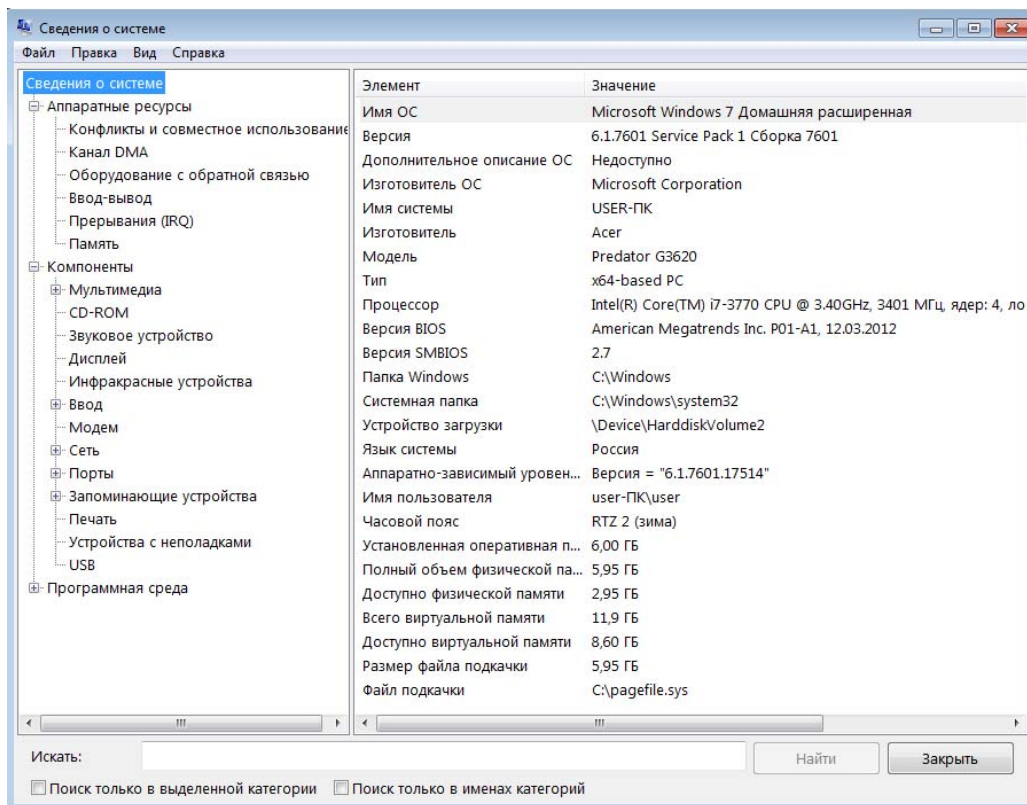 Сведения о системе
Файл Правка Вид Справка
Сведения о системе
Аппаратные ресурсы
Конфликты и совместное использование
Канал DMA
Оборудование с обратной связью
Ввод-вывод
Прерывания (IRQ)
Память
Компоненты
Мультимедиа
CD-ROM
Звуковое устройство
Дисплей
Инфракрасные устройства
Ввод
Модем
Сеть
Порты
Запоминающие устройства
Печать
Устройства с неполадками
USB
Программная среда
Элемент Значение
Имя ОС Microsoft Windows 7 Домашняя расширенная
Версия 6.1.7601 Service Pack 1 Сборка 7601
Дополнительное описание ОС Недоступно
Изготовитель ОС Microsoft Corporation
Имя системы USER-ПК
Изготовитель Acer
Модель Predator G3620
Тип x64-based PC
Процессор Intel(R) Core(TM) i7-3770 CPU @ 3.40GHz, 3401 МГц, ядер: 4, ло
Версия BIOS American Megatrends Inc. P01-A1, 12.03.2012
Версия SMBIOS 2.7
Папка Windows C:\Windows
Системная папка C:\Windows\system32
Устройство загрузки \Device\HarddiskVolume2
Язык системы Россия
Аппаратно-зависимый уровен... Версия = "6.1.7601.17514"
Имя пользователя user-ПК\user
Часовой пояс RTZ 2 (зима)
Установленная оперативная п... 6,00 ГБ
Полный объем физической па... 5,95 ГБ
Доступно физической памяти 2,95 ГБ
Всего виртуальной памяти 11,9 ГБ
Доступно виртуальной памяти 8,60 ГБ
Размер файла подкачки 5,95 ГБ
Файл подкачки C:\pagefile.sys
Искать: Найти Закрыть
Поиск только в выделенной категории Поиск только в именах категорий